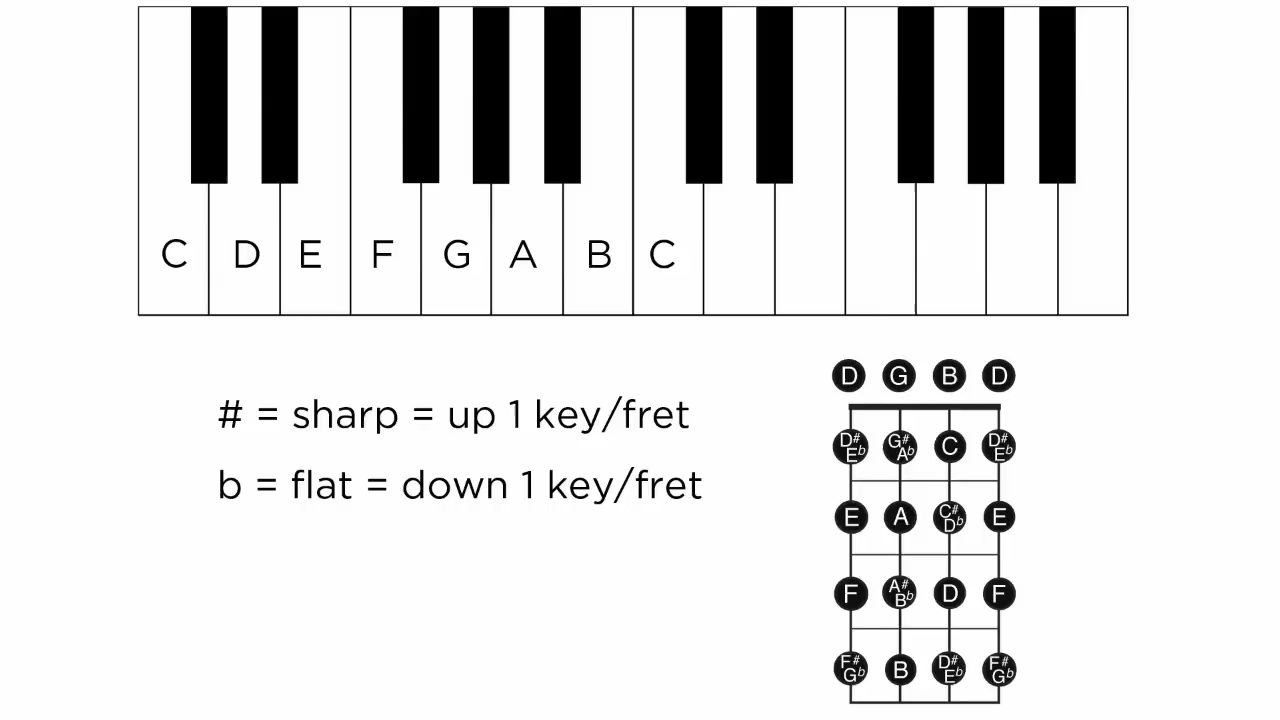 C D E F G A B C
# = sharp = up 1 key/fret
b = flat = down 1 key/fret
D G B D
D# Eb G# Ab C D# Eb
E A C# Db E
F A# Bb D F
F# Gb B D# Eb F# Gb